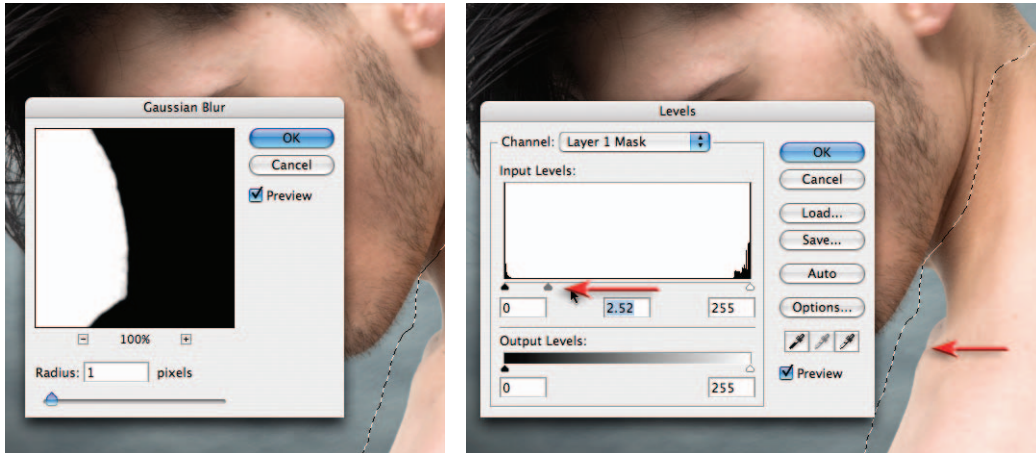 Gaussian Blur
OK
Cancel
Preview
100%
Radius: 1 pixels
Levels
Channel: Layer 1 Mask
Input Levels:
0 2.52 255
Output Levels:
0 255
OK
Cancel
Load...
Save...
Auto
Options...
Preview